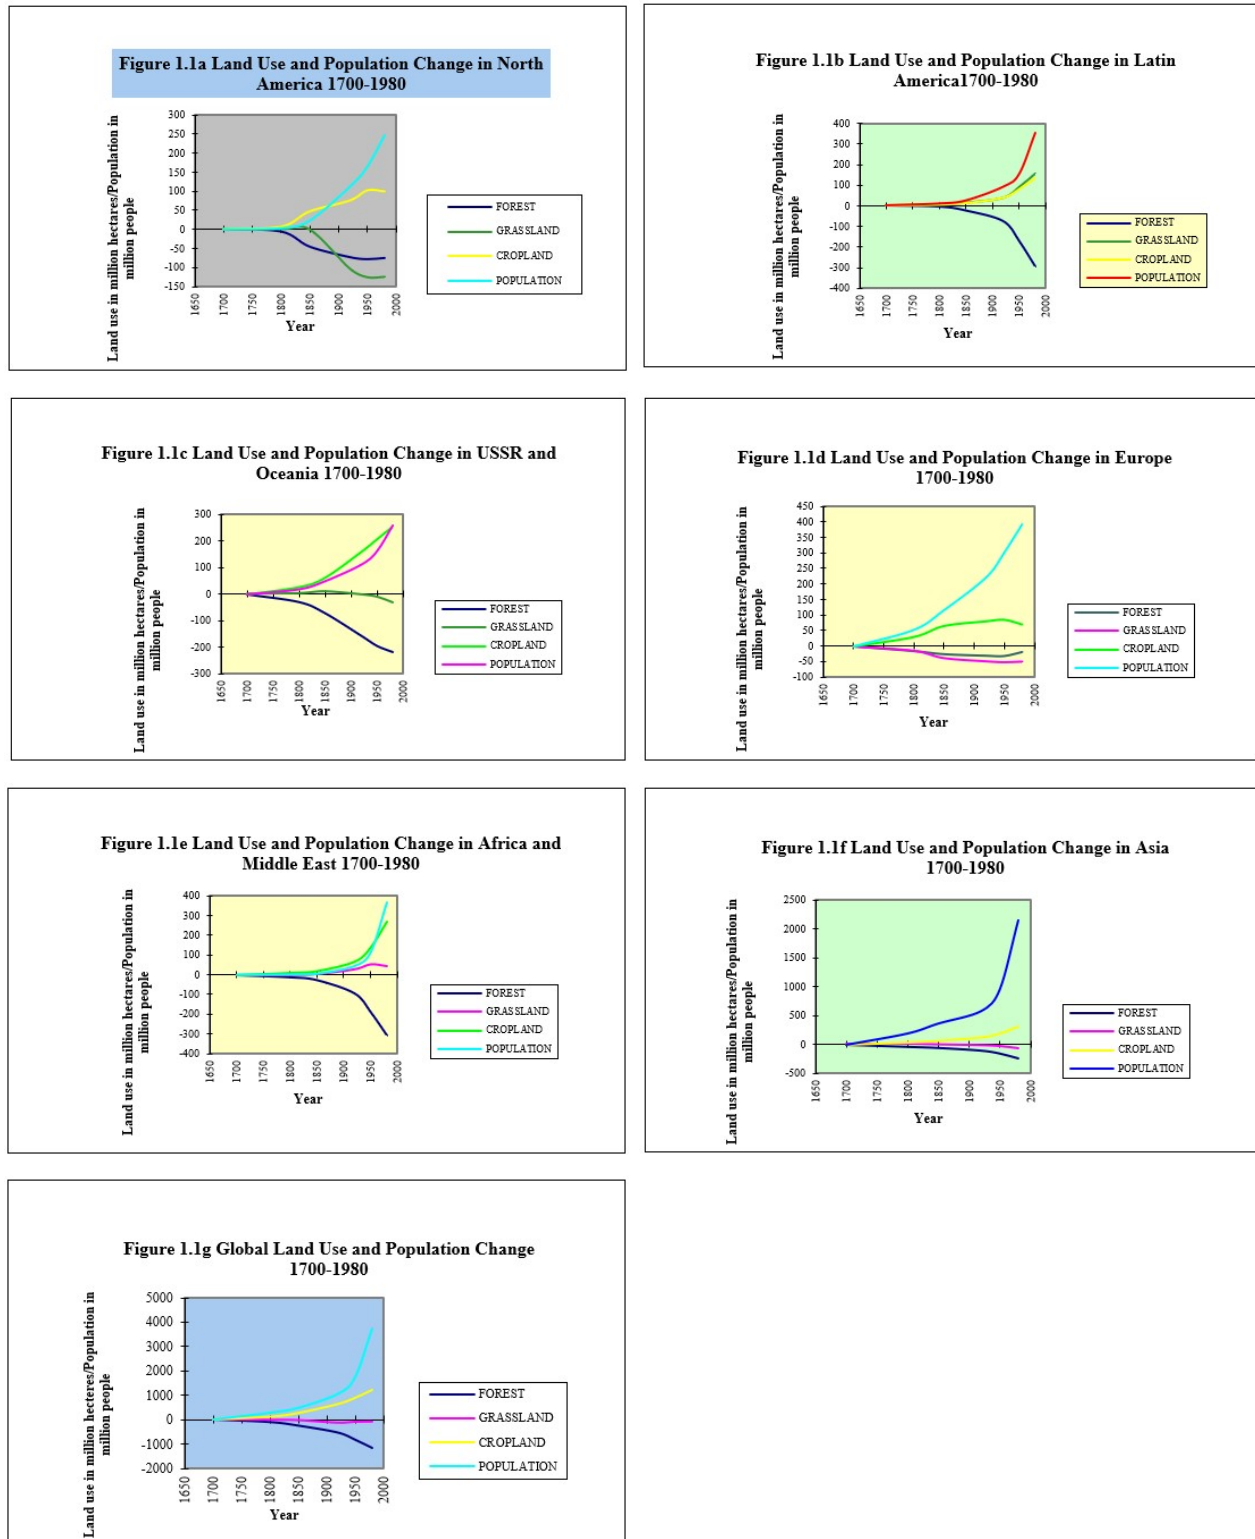 Figure 1.1a Land Use and Population Change in North
America 1700-1980
Land use in million hectares/Population in
million people
300
250
200
150
100
50
0
-50
-100
-150
1650
1700
1750
1800
1850
1900
1950
2000
Year
FOREST
GRASSLAND
CROPLAND
POPULATION
Figure 1.1b Land Use and Population Change in Latin
America1700-1980
Land use in million hectares/Population in
million people
400
300
200
100
0
-100
-200
-300
-400
1650
1700
1750
1800
1850
1900
1950
2000
Year
FOREST
GRASSLAND
CROPLAND
POPULATION
Figure 1.1c Land Use and Population Change in USSR and
Oceania 1700-1980
Land use in million hectares/Population in
million people
300
200
100
0
-100
-200
-300
1650
1700
1750
1800
1850
1900
1950
2000
Year
FOREST
GRASSLAND
CROPLAND
POPULATION
Figure 1.1d Land Use and Population Change in Europe
1700-1980
Land use in million hectares/Population in
million people
450
400
350
300
250
200
150
100
50
0
-50
-100
1650
1700
1750
1800
1850
1900
1950
2000
Year
FOREST
GRASSLAND
CROPLAND
POPULATION
Figure 1.1e Land Use and Population Change in Africa and
Middle East 1700-1980
Land use in million hectares/Population in
million people
400
300
200
100
0
-100
-200
-300
-400
1650
1700
1750
1800
1850
1900
1950
2000
Year
FOREST
GRASSLAND
CROPLAND
POPULATION
Figure 1.1f Land Use and Population Change in Asia
1700-1980
Land use in million hectares/Population in
million people
2500
2000
1500
1000
500
0
-500
1650
1700
1750
1800
1850
1900
1950
2000
Year
FOREST
GRASSLAND
CROPLAND
POPULATION
Figure 1.1g Global Land Use and Population Change
1700-1980
Land use in million hecteres/Population in
million people
5000
4000
3000
2000
1000
0
-1000
-2000
1650
1700
1750
1800
1850
1900
1950
2000
Year
FOREST
GRASSLAND
CROPLAND
POPULATION